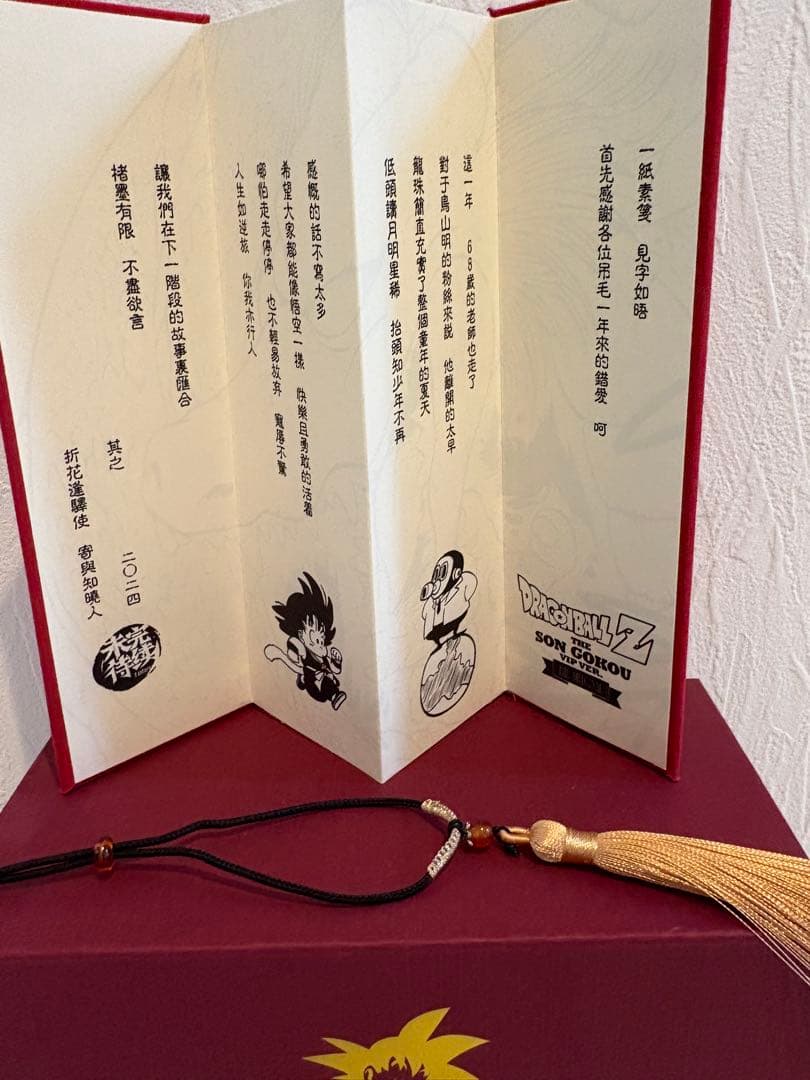 一紙素箋　見字如晤
首先感謝各位吊毛一年來的錯愛　呵
DRAGONBALL Z
THE
SON GOKOU
VIP VER.
這一年　68歲的老師也走了
對于鳥山明的粉絲來說　他離開的太早
龍珠簡直充實了整個童年的夏天
低頭讀月明星稀　抬頭知少年不再
感慨的話不寫太多
希望大家都能像悟空一樣　快樂且勇敢的活着
哪怕走走停停　也不輕易放弃　寵辱不驚
人生如逆旅　你我亦行人
讓我們在下一階段的故事裏匯合
褚墨有限　不盡欲言
其之　二〇二四
折花逢驛使　寄與知曉人
未完
待續